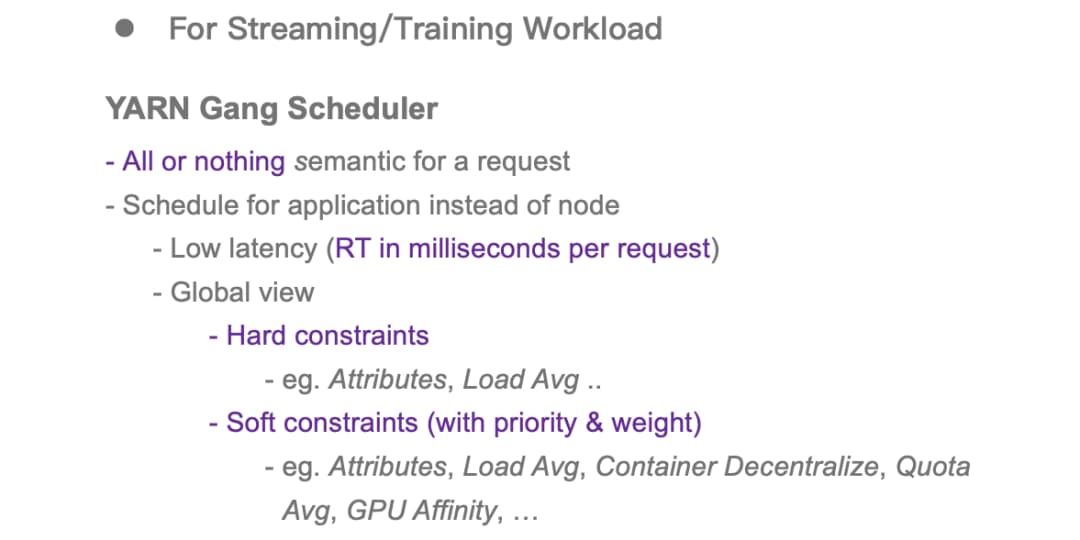 ● For Streaming/Training Workload
YARN Gang Scheduler
- All or nothing semantic for a request
- Schedule for application instead of node
- Low latency (RT in milliseconds per request)
- Global view
- Hard constraints
- eg. Attributes, Load Avg ..
- Soft constraints (with priority & weight)
- eg. Attributes, Load Avg, Container Decentralize, Quota
Avg, GPU Affinity, …